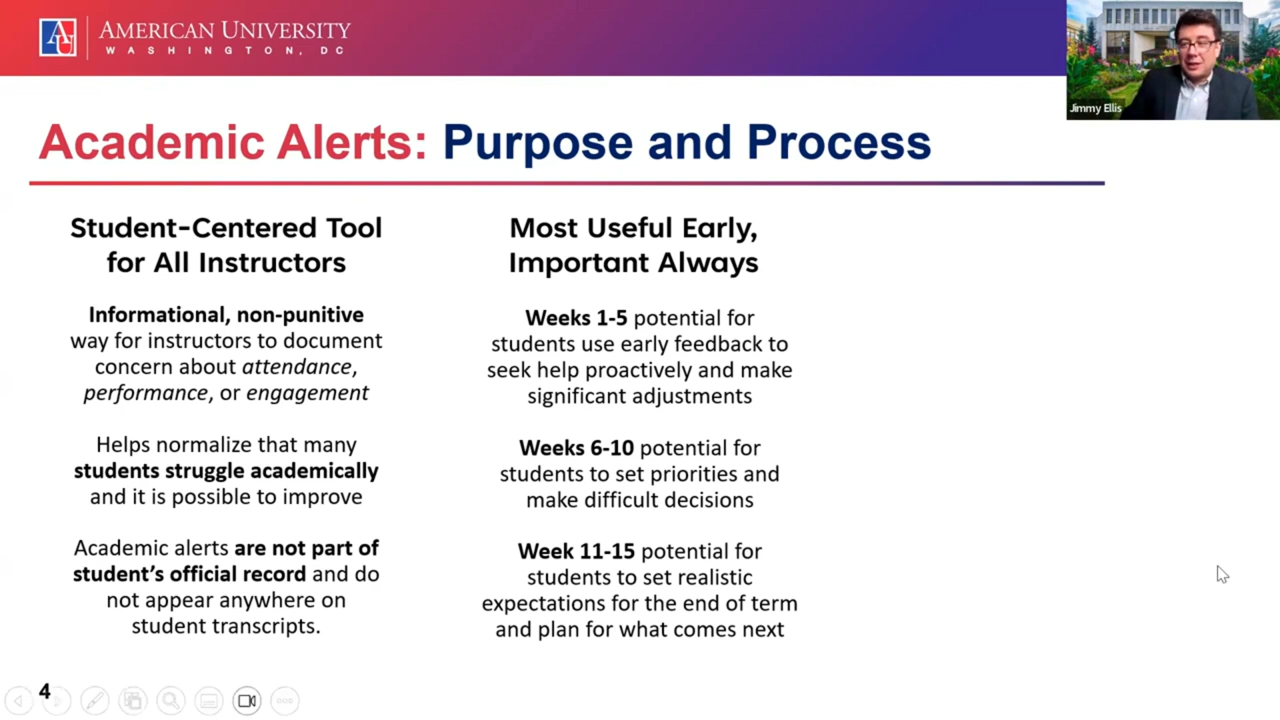 AU
AMERICAN UNIVERSITY
WASHINGTON, DC
Jimmy Ellis
Academic Alerts: Purpose and Process
Student-Centered Tool
for All Instructors
Informational, non-punitive
way for instructors to document
concern about attendance,
performance, or engagement
Helps normalize that many
students struggle academically
and it is possible to improve
Academic alerts are not part of
student's official record and do
not appear anywhere on
student transcripts.
Most Useful Early,
Important Always
Weeks 1-5 potential for
students use early feedback to
seek help proactively and make
significant adjustments
Weeks 6-10 potential for
students to set priorities and
make difficult decisions
Week 11-15 potential for
students to set realistic
expectations for the end of term
and plan for what comes next
4